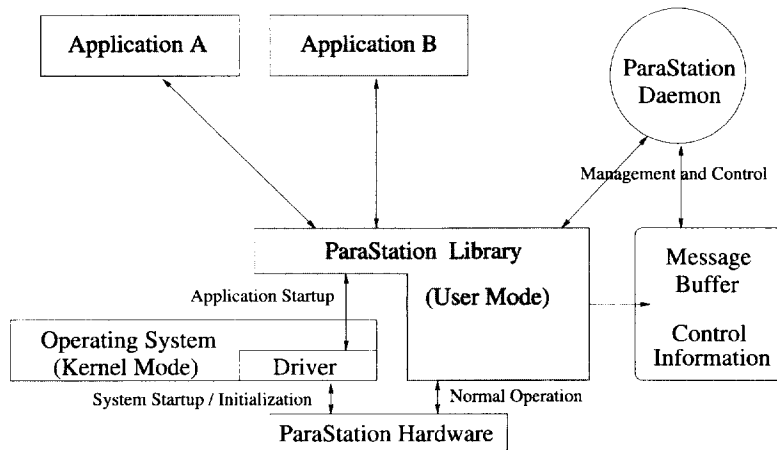 Application A
Application B
ParaStation
Daemon
Management and Control
ParaStation Library
(User Mode)
Message
Buffer
Control
Information
Application Startup
Operating System
(Kernel Mode)
Driver
System Startup / Initialization
Normal Operation
ParaStation Hardware